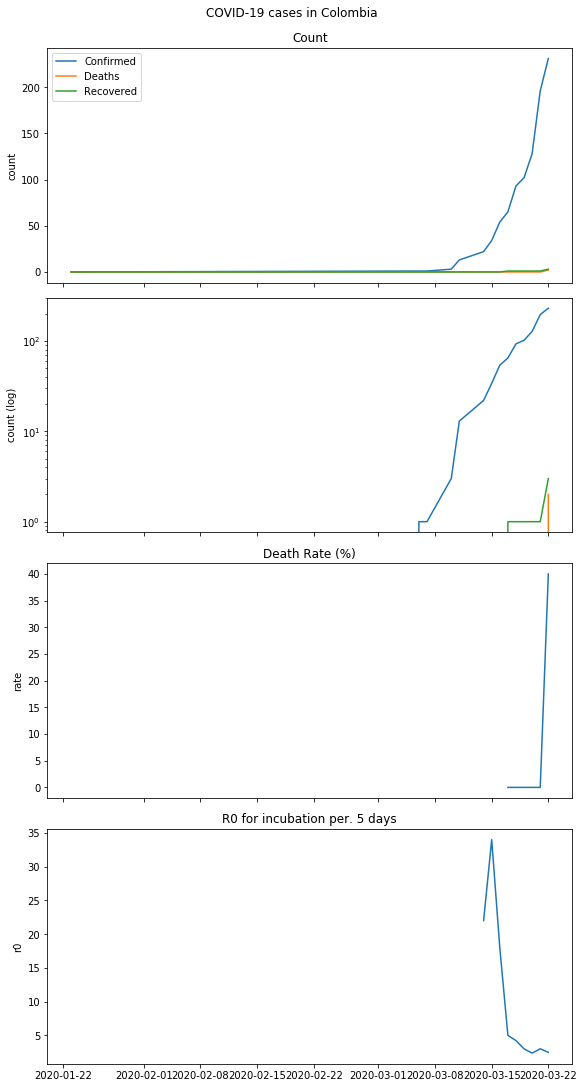 COVID-19 cases in Colombia
Count
Confirmed
Deaths
Recovered
count
200
150
100
50
0
count (log)
10²
10¹
10⁰
Death Rate (%)
rate
40
35
30
25
20
15
10
5
0
R0 for incubation per. 5 days
r0
35
30
25
20
15
10
5
2020-01-22 2020-02-01 2020-02-08 2020-02-15 2020-02-22 2020-03-01 2020-03-08 2020-03-15 2020-03-22